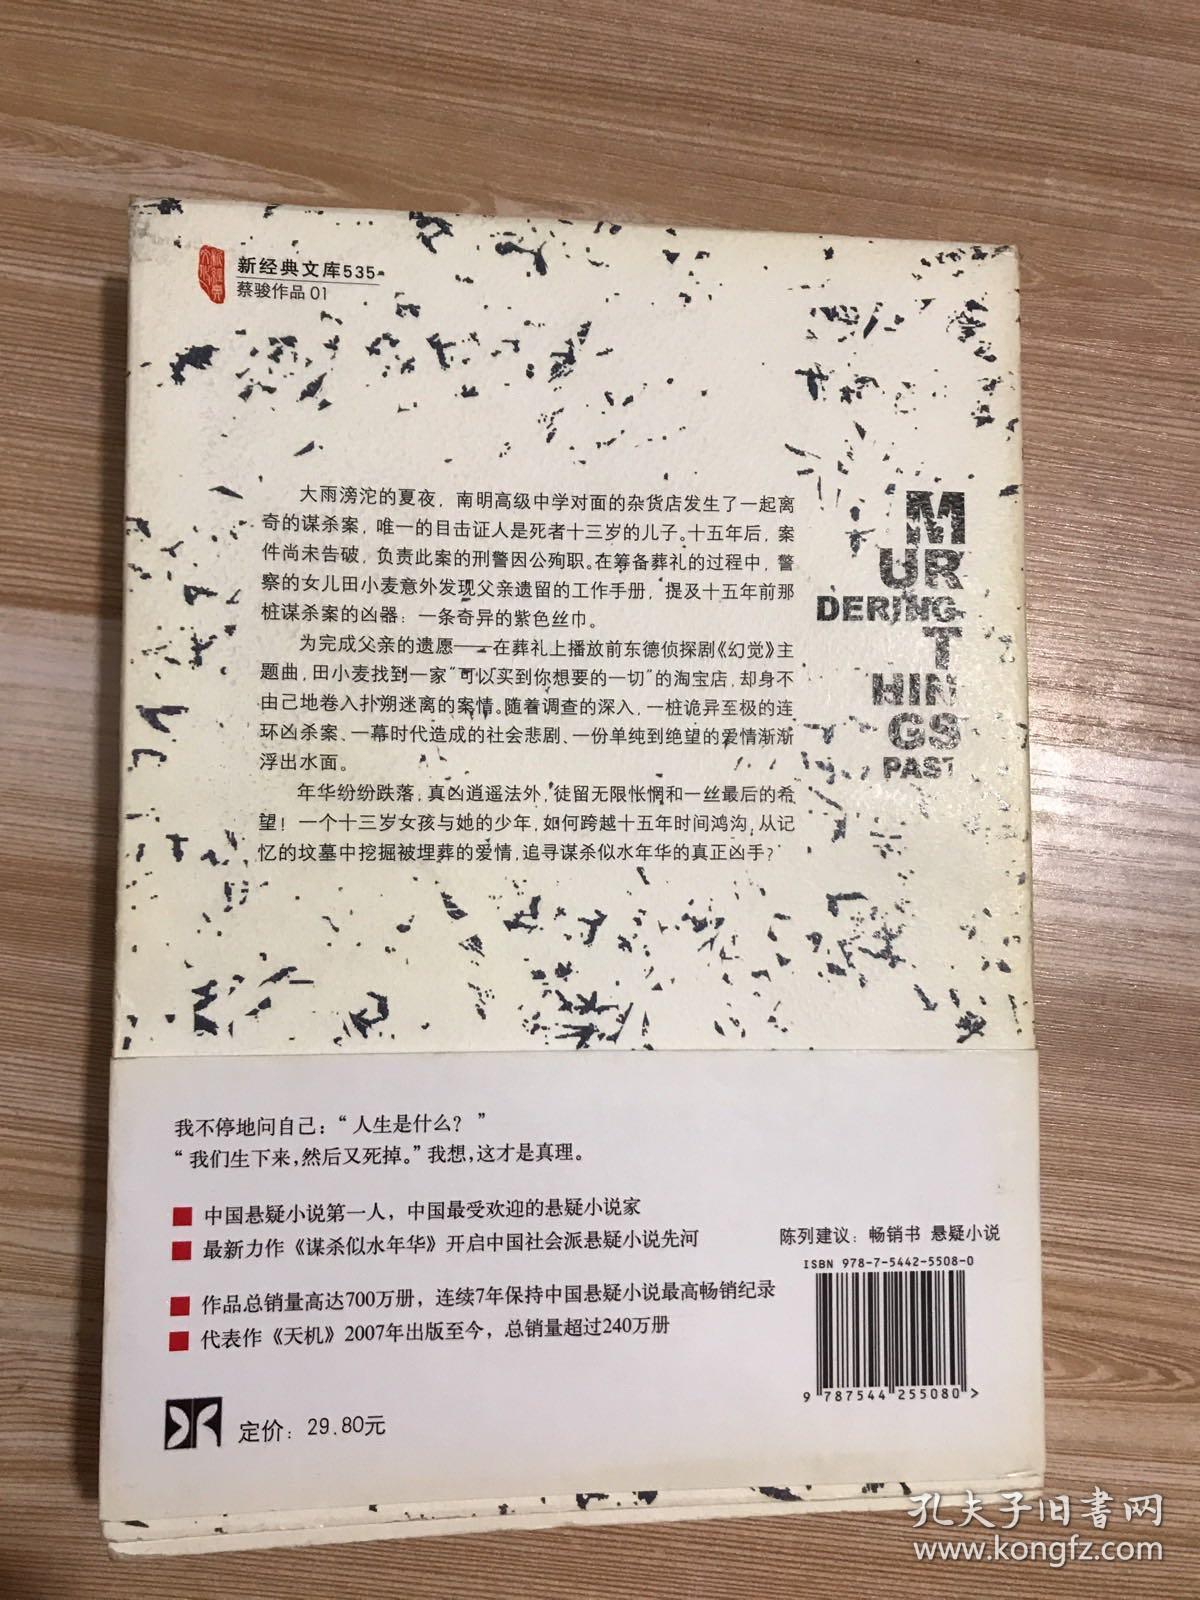 新经典文库
新经典文库535
蔡骏作品 01
大雨滂沱的夏夜，南明高级中学对面的杂货店发生了一起离
奇的谋杀案，唯一的目击证人是死者十三岁的儿子。十五年后，案
件尚未告破，负责此案的刑警因公殉职。在筹备葬礼的过程中，警
察的女儿田小麦意外发现父亲遗留的工作手册，提及十五年前那
桩谋杀案的凶器：一条奇异的紫色丝巾。
为完成父亲的遗愿——在葬礼上播放前东德侦探剧《幻觉》主
题曲，田小麦找到一家“可以买到你想要的一切”的淘宝店，却身不
由己地卷入扑朔迷离的案情。随着调查的深入，一桩诡异至极的连
环凶杀案、一幕时代造成的社会悲剧、一份单纯到绝望的爱情渐渐
浮出水面。
年华纷纷跌落，真凶逍遥法外，徒留无限怅惘和一丝最后的希
望！一个十三岁女孩与她的少年，如何跨越十五年时间鸿沟，从记
忆的坟墓中挖掘被埋葬的爱情，追寻谋杀似水年华的真正凶手？
M
UR
DERING
T
HIN
GS
PAST
我不停地问自己：“人生是什么？”
“我们生下来，然后又死掉。”我想，这才是真理。
中国悬疑小说第一人，中国最受欢迎的悬疑小说家
最新力作《谋杀似水年华》开启中国社会派悬疑小说先河
作品总销量高达700万册，连续7年保持中国悬疑小说最高畅销纪录
代表作《天机》2007年出版至今，总销量超过240万册
陈列建议：畅销书 悬疑小说
ISBN 978-7-5442-5508-0
9 787544 255080 >
定价：29.80元
孔夫子旧书网
www.kongfz.com